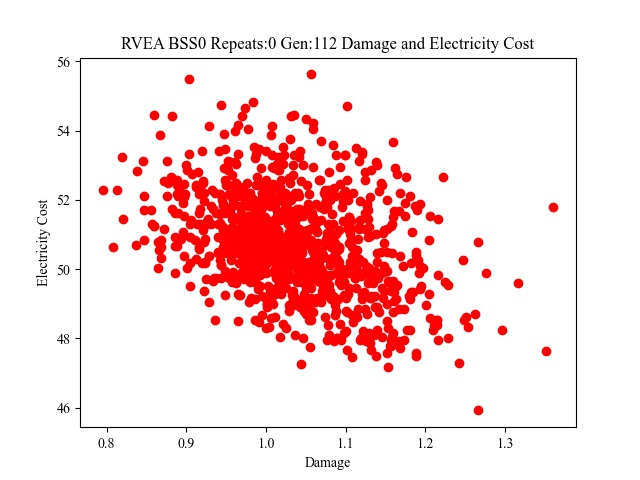 RVEA BSS0 Repeats:0 Gen:112 Damage and Electricity Cost
56
54
52
50
48
46
Electricity Cost
0.8 0.9 1.0 1.1 1.2 1.3
Damage